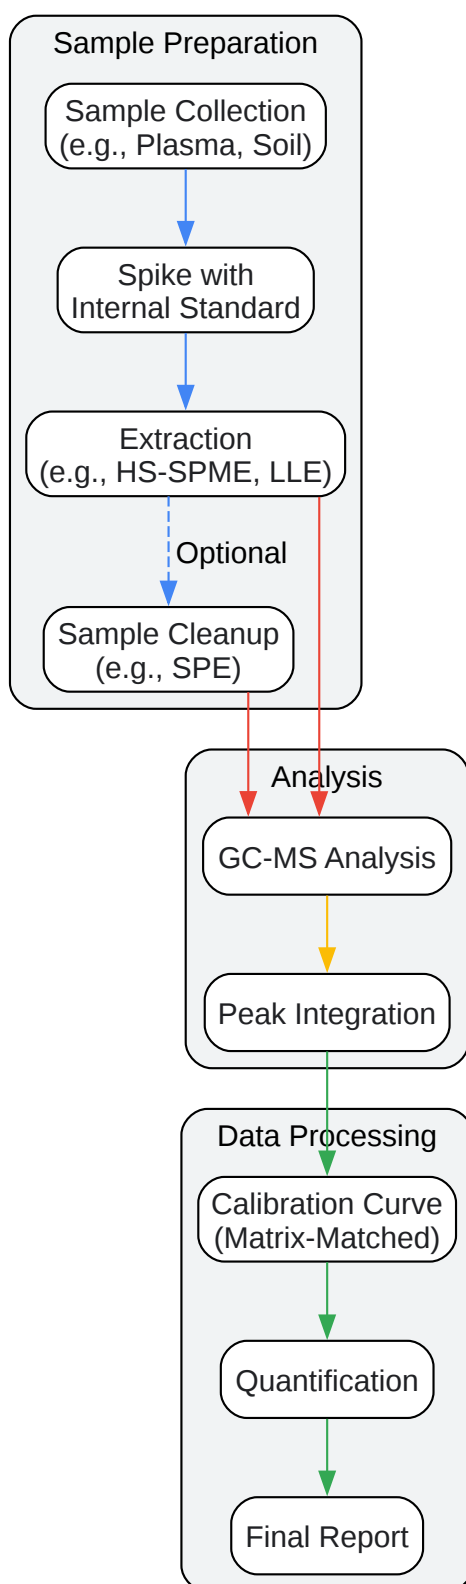 Sample Preparation
Sample Collection
(e.g., Plasma, Soil)
Spike with
Internal Standard
Extraction
(e.g., HS-SPME, LLE)
Optional
Sample Cleanup
(e.g., SPE)
Analysis
GC-MS Analysis
Peak Integration
Data Processing
Calibration Curve
(Matrix-Matched)
Quantification
Final Report